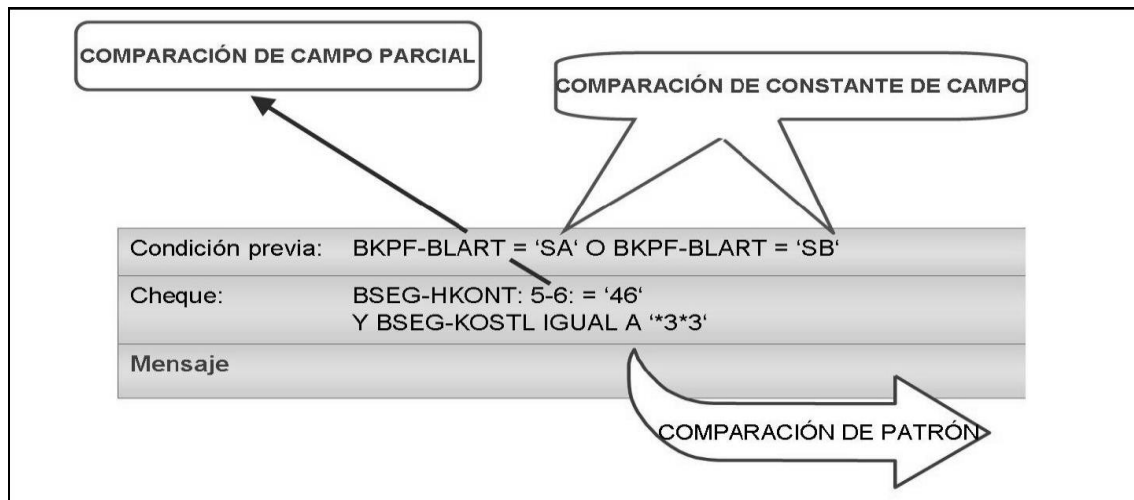 COMPARACIÓN DE CAMPO PARCIAL
COMPARACIÓN DE CONSTANTE DE CAMPO
Condición previa: BKPF-BLART = ‘SA‘ O BKPF-BLART = ‘SB‘
Cheque: BSEG-HKONT: 5-6: = ‘46‘
Y BSEG-KOSTL IGUAL A ‘*3*3‘
Mensaje
COMPARACIÓN DE PATRÓN